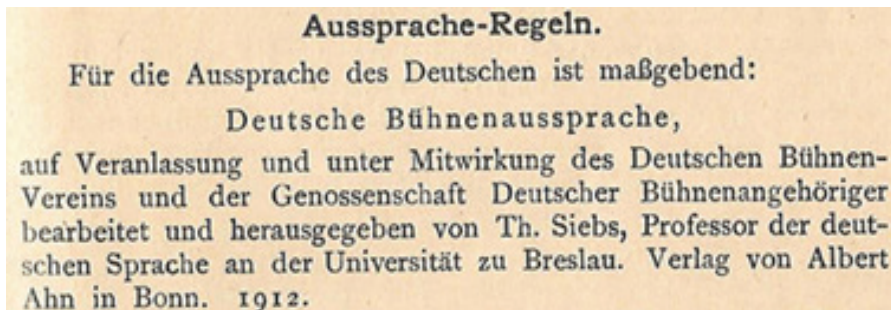 Aussprache-Regeln.
Für die Aussprache des Deutschen ist maßgebend:
Deutsche Bühnenaussprache,
auf Veranlassung und unter Mitwirkung des Deutschen Bühnen-
Vereins und der Genossenschaft Deutscher Bühnenangehöriger
bearbeitet und herausgegeben von Th. Siebs, Professor der deut-
schen Sprache an der Universität zu Breslau. Verlag von Albert
Ahn in Bonn. 1912.